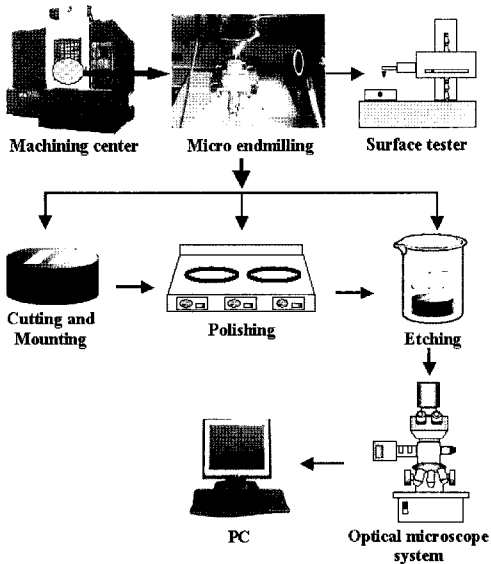 Machining center
Micro endmilling
Surface tester
Cutting and
Mounting
Polishing
Etching
PC
Optical microscope
system